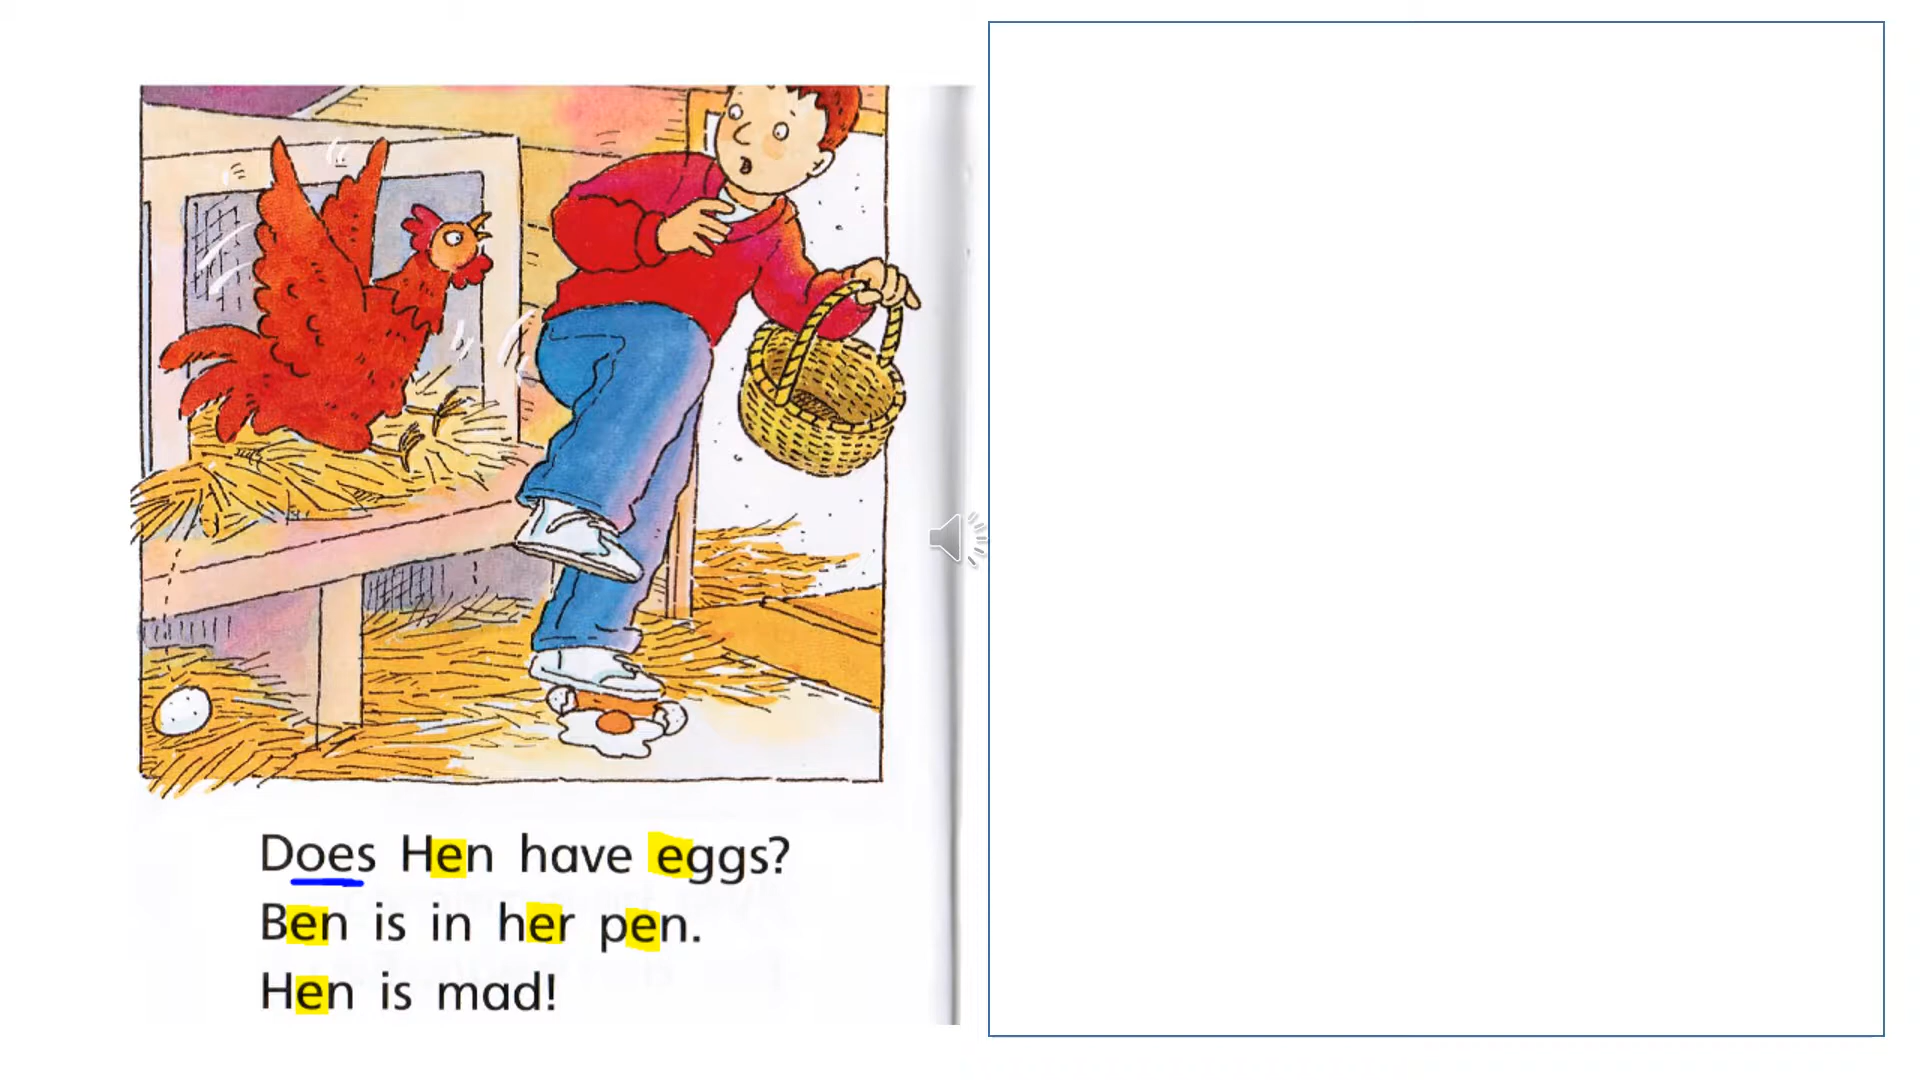 Does Hen have eggs?
Ben is in her pen.
Hen is mad!